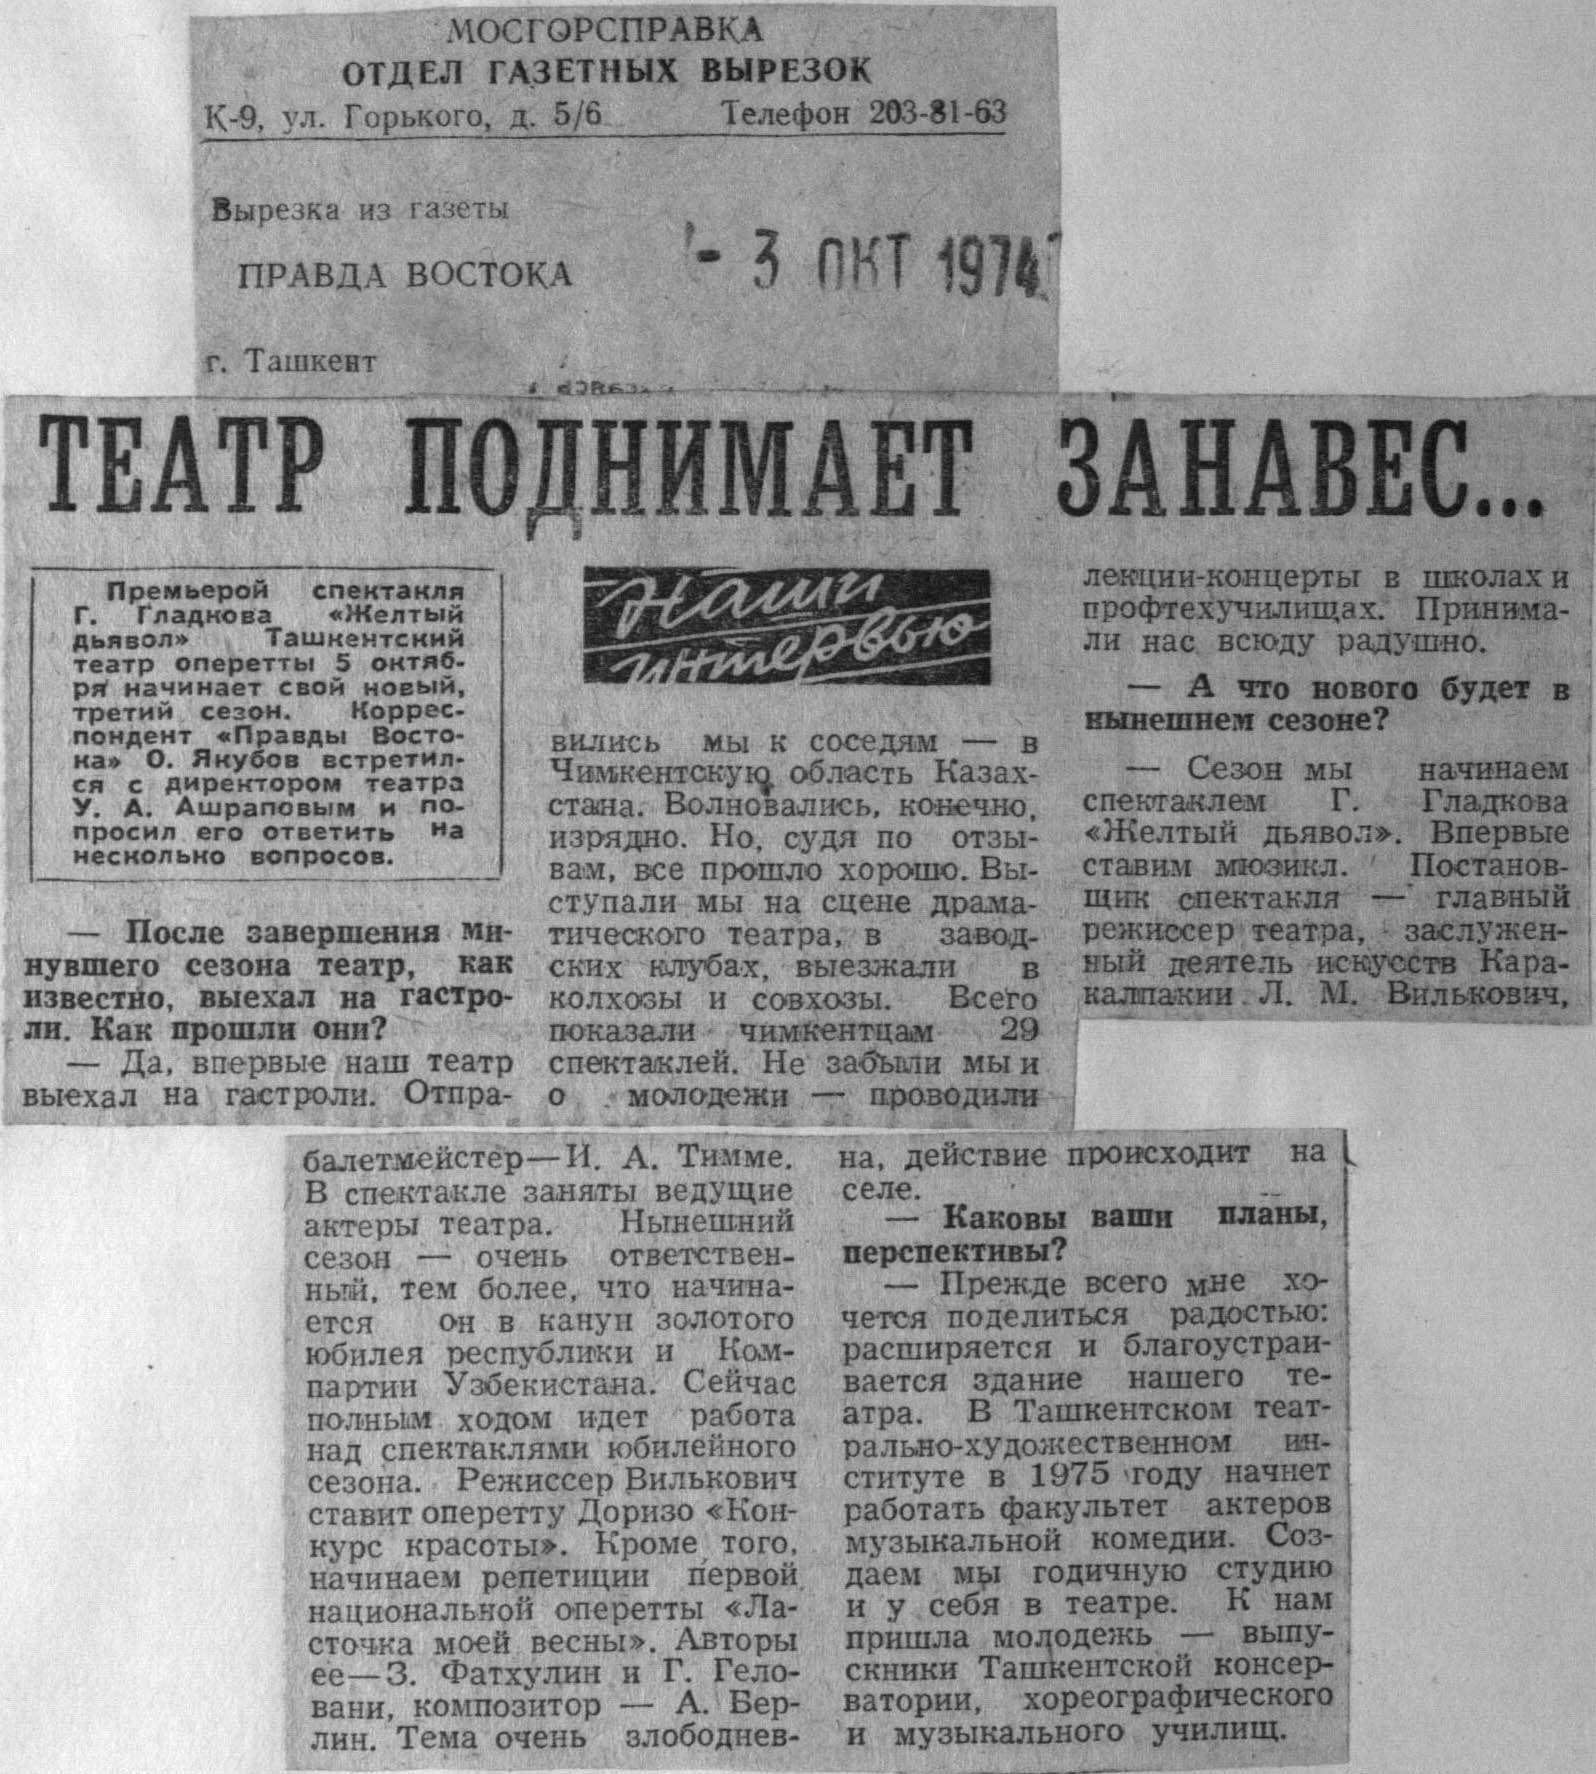 МОСГОРСПРАВКА
ОТДЕЛ ГАЗЕТНЫХ ВЫРЕЗОК
К-9, ул. Горького, д. 5/6 Телефон 203-81-63
Вырезка из газеты
ПРАВДА ВОСТОКА
- 3 ОКТ 1974
г. Ташкент
ТЕАТР ПОДНИМАЕТ ЗАНАВЕС...
Премьерой спектакля
Г. Гладкова «Желтый
дьявол» Ташкентский
театр оперетты 5 октяб-
ря начинает свой новый,
третий сезон. Коррес-
пондент «Правды Восто-
ка» О. Якубов встретил-
ся с директором театра
У. А. Ашраповым и по-
просил его ответить на
несколько вопросов.
— После завершения ми-
нувшего сезона театр, как
известно, выехал на гастро-
ли. Как прошли они?
— Да, впервые наш театр
выехал на гастроли. Отпра-
Наши
интервью
вились мы к соседям — в
Чимкентскую область Казах-
стана. Волновались, конечно,
изрядно. Но, судя по отзы-
вам, все прошло хорошо. Вы-
ступали мы на сцене драма-
тического театра, в завод-
ских клубах, выезжали в
колхозы и совхозы. Всего
показали чимкентцам 29
спектаклей. Не забыли мы и
о молодежи — проводили
лекции-концерты в школах и
профтехучилищах. Принима-
ли нас всюду радушно.
— А что нового будет в
нынешнем сезоне?
— Сезон мы начинаем
спектаклем Г. Гладкова
«Желтый дьявол». Впервые
ставим мюзикл. Постанов-
щик спектакля — главный
режиссер театра, заслужен-
ный деятель искусств Кара-
калпакии Л. М. Вилькович,
балетмейстер—И. А. Тимме.
В спектакле заняты ведущие
актеры театра. Нынешний
сезон — очень ответствен-
ный, тем более, что начина-
ется он в канун золотого
юбилея республики и Ком-
партии Узбекистана. Сейчас
полным ходом идет работа
над спектаклями юбилейного
сезона. Режиссер Вилькович
ставит оперетту Доризо «Кон-
курс красоты». Кроме того,
начинаем репетиции первой
национальной оперетты «Ла-
сточка моей весны». Авторы
ее—З. Фатхулин и Г. Гело-
вани, композитор — А. Бер-
лин. Тема очень злободнев-
на, действие происходит на
селе.
— Каковы ваши планы,
перспективы?
— Прежде всего мне хо-
чется поделиться радостью:
расширяется и благоустраи-
вается здание нашего те-
атра. В Ташкентском теат-
рально-художественном ин-
ституте в 1975 году начнет
работать факультет актеров
музыкальной комедии. Соз-
даем мы годичную студию
и у себя в театре. К нам
пришла молодежь — выпу-
скники Ташкентской консер-
ватории, хореографического
и музыкального училищ.